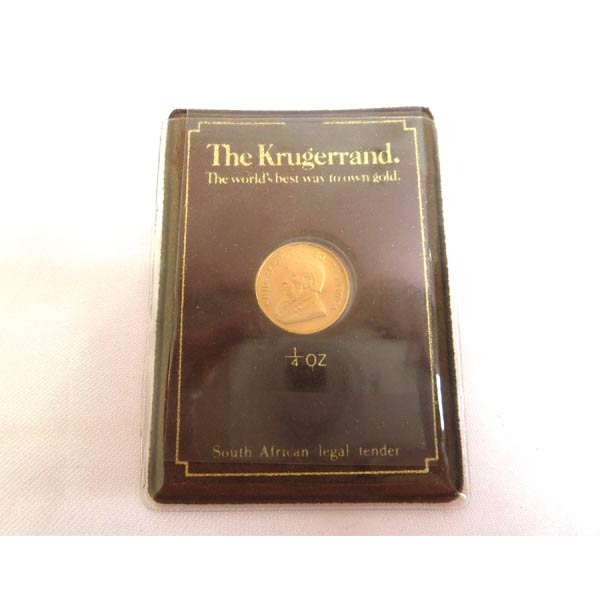 The Krugerrand.
The world's best way to own gold.
1/4 OZ
South African legal tender